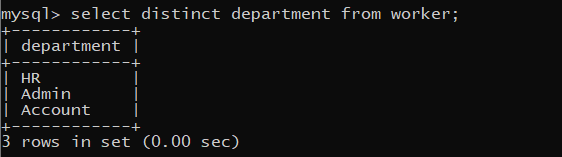 mysql> select distinct department from worker;
+------------+
| department |
+------------+
| HR         |
| Admin      |
| Account    |
+------------+
3 rows in set (0.00 sec)